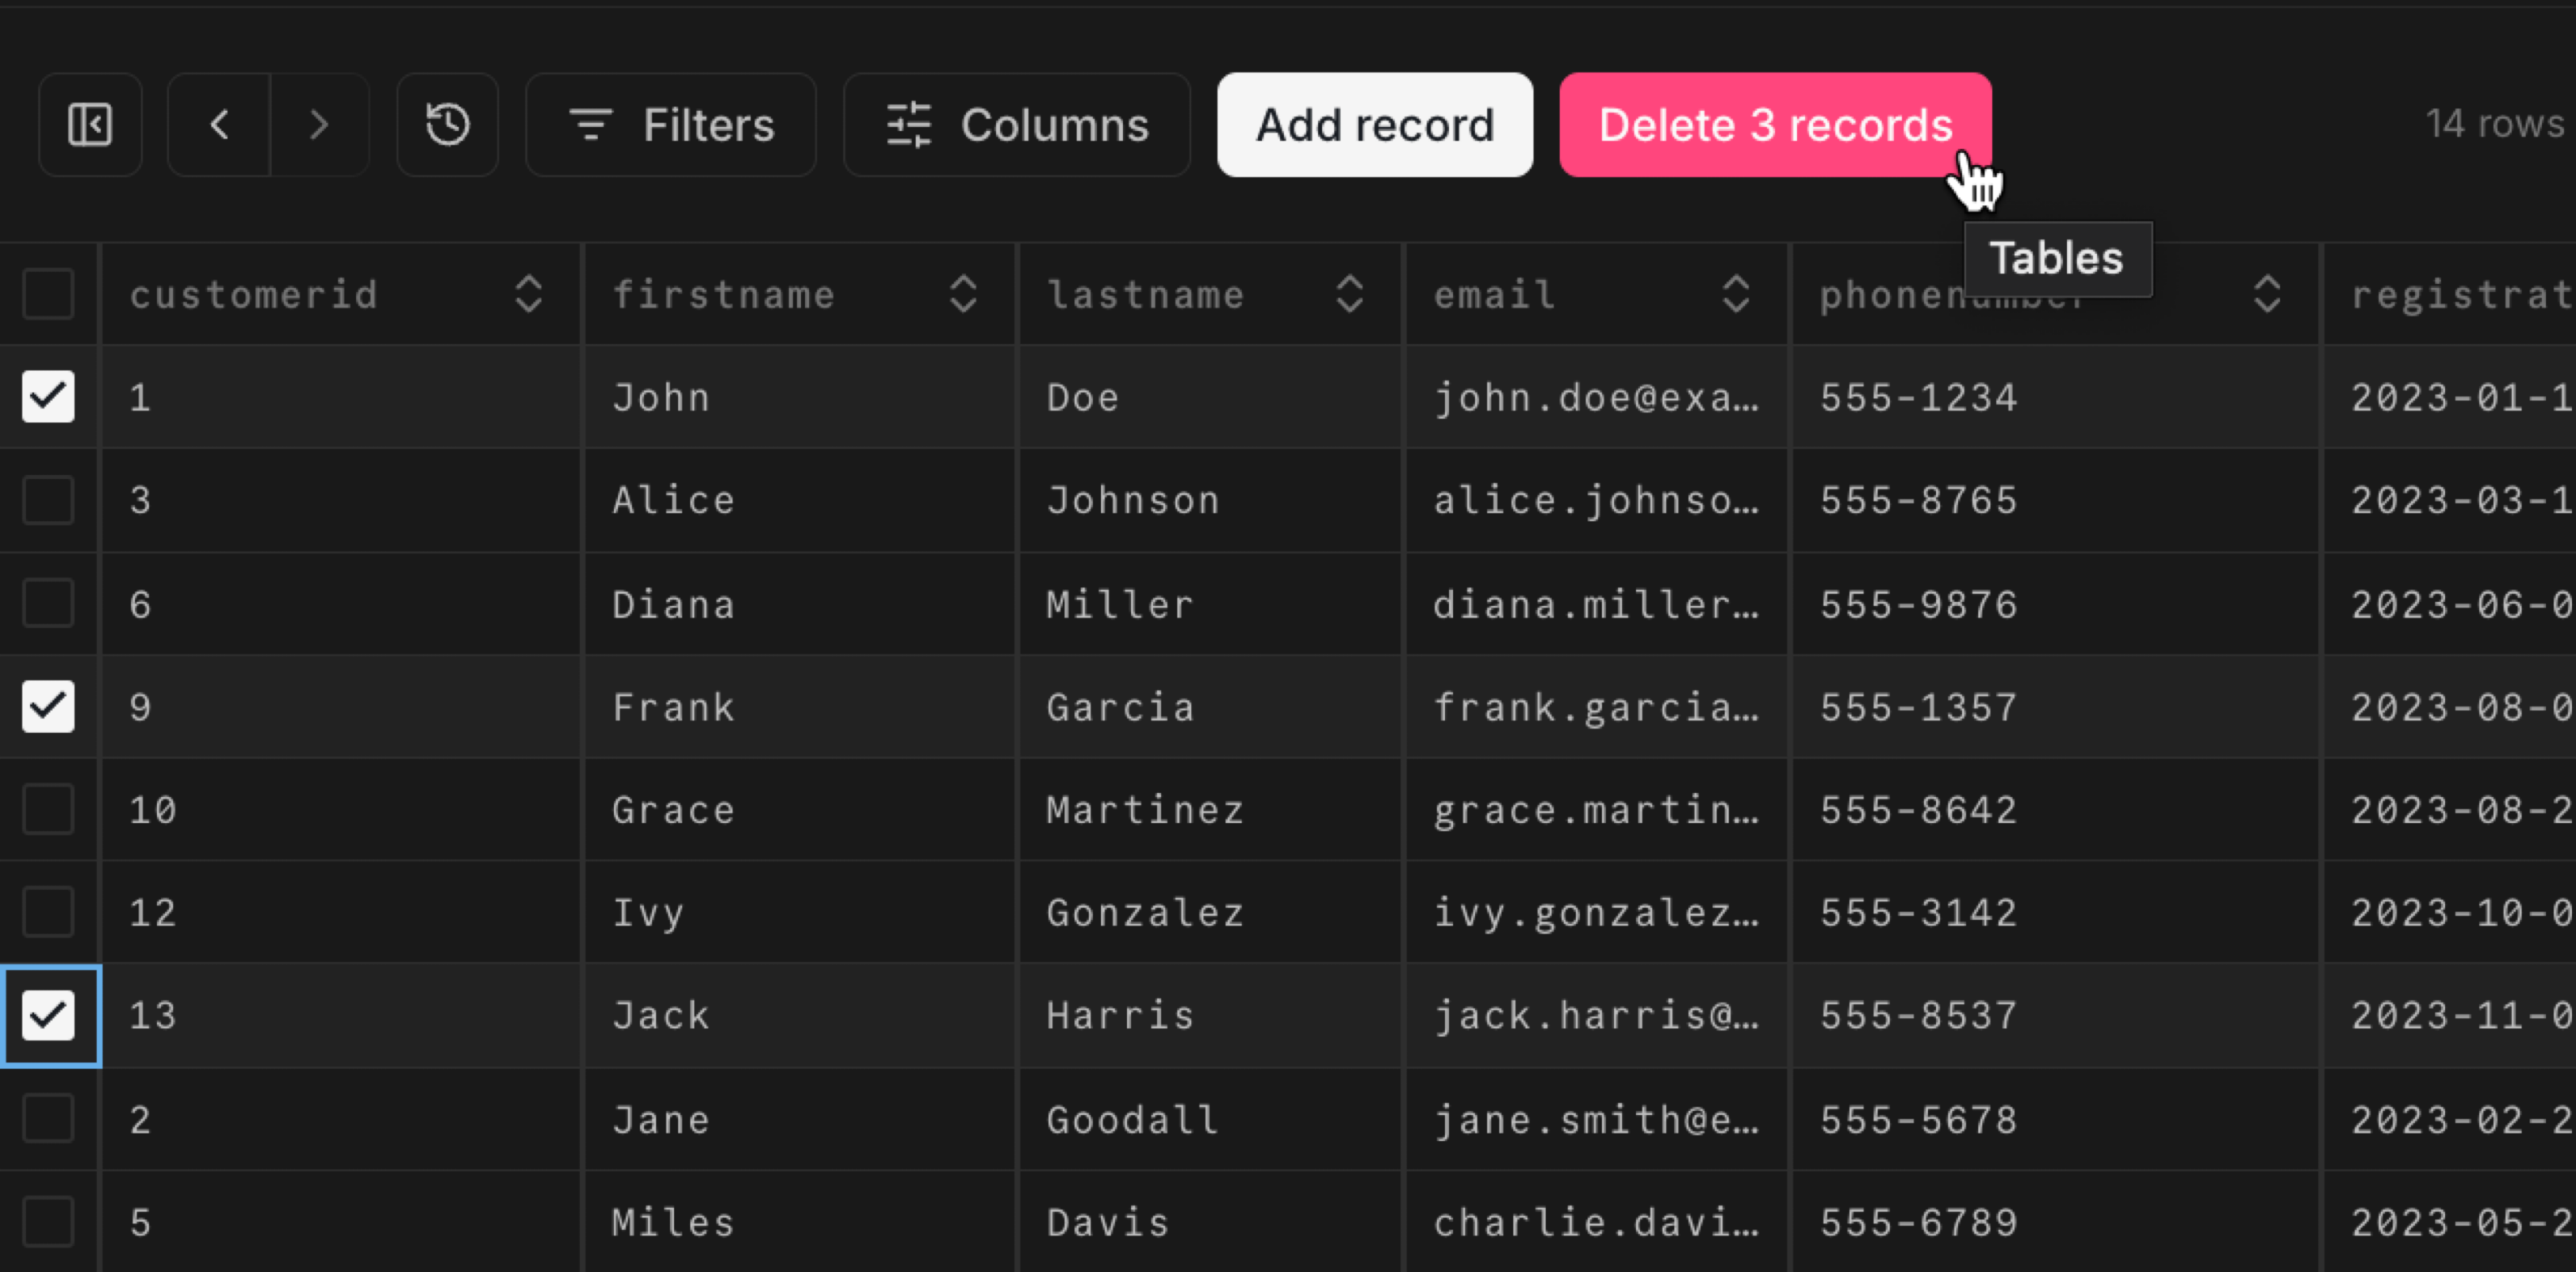 Filters Columns Add record Delete 3 records 14 rows
Tables
customerid firstname lastname email phonenumber registrat
1 John Doe john.doe@exa… 555-1234 2023-01-1
3 Alice Johnson alice.johnso… 555-8765 2023-03-1
6 Diana Miller diana.miller… 555-9876 2023-06-0
9 Frank Garcia frank.garcia… 555-1357 2023-08-0
10 Grace Martinez grace.martin… 555-8642 2023-08-2
12 Ivy Gonzalez ivy.gonzalez… 555-3142 2023-10-0
13 Jack Harris jack.harris@… 555-8537 2023-11-0
2 Jane Goodall jane.smith@e… 555-5678 2023-02-2
5 Miles Davis charlie.davi… 555-6789 2023-05-2